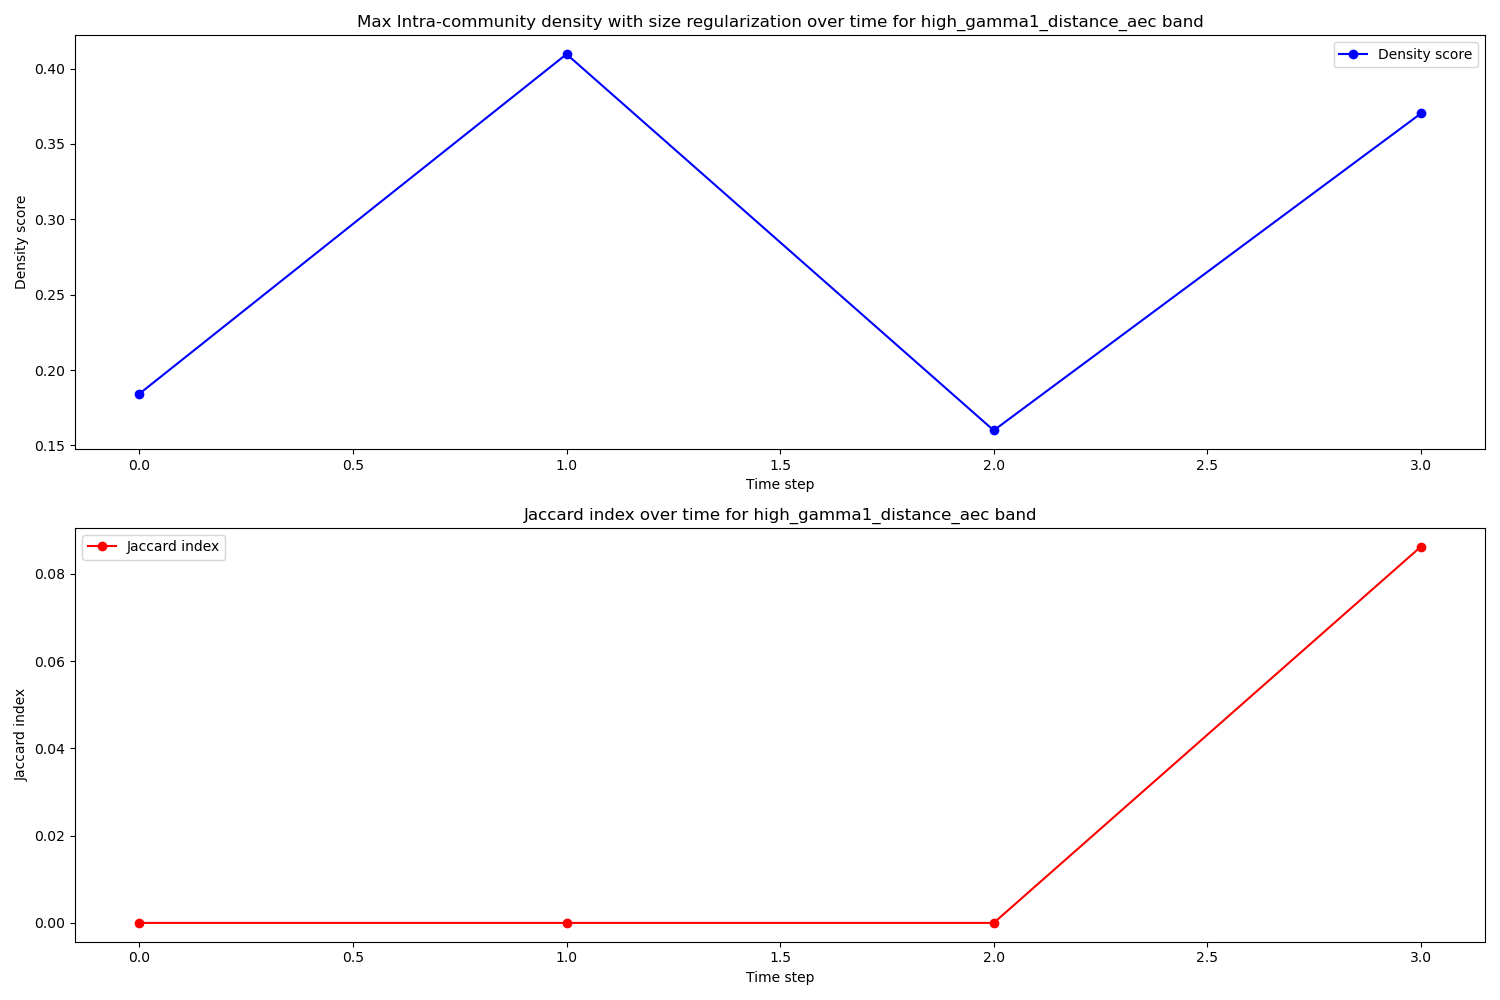 Max Intra-community density with size regularization over time for high_gamma1_distance_aec band
Density score
0.40
0.35
0.30
0.25
0.20
0.15
Density score
0.0 0.5 1.0 1.5 2.0 2.5 3.0
Time step
Jaccard index over time for high_gamma1_distance_aec band
Jaccard index
0.08
0.06
0.04
0.02
0.00
Jaccard index
0.0 0.5 1.0 1.5 2.0 2.5 3.0
Time step